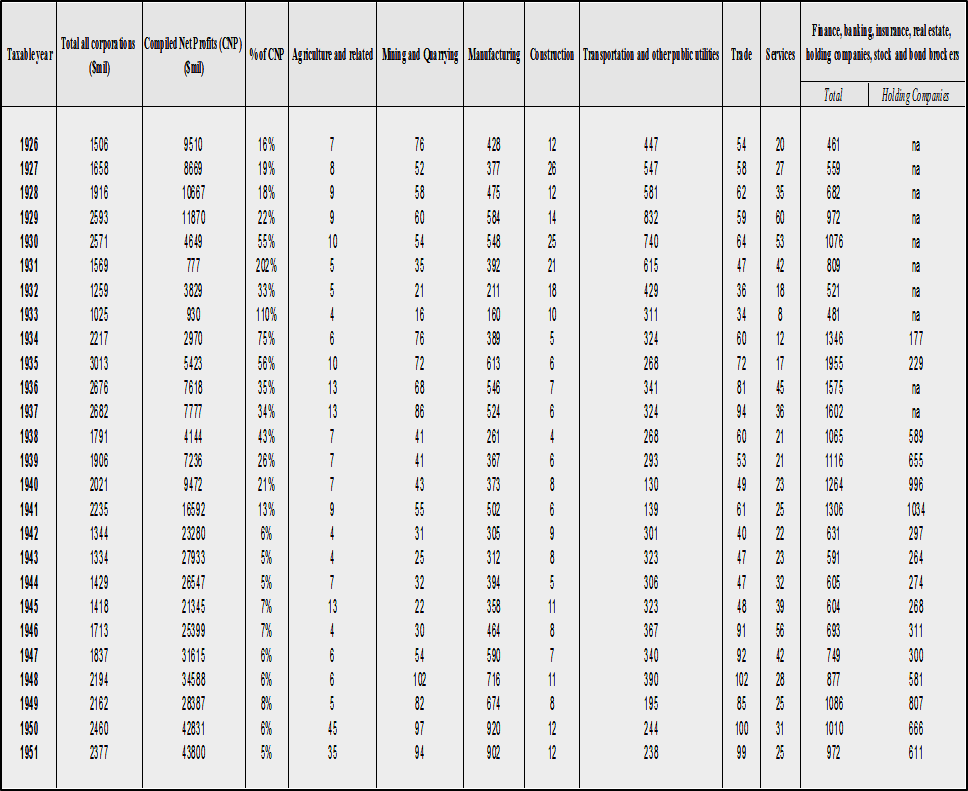 Taxable year Total all corporations ($mil) Compiled Net Profits (CNP) ($mil) % of CNP Agriculture and related Mining and Quarrying Manufacturing Construction Transportation and other public utilities Trade Services Finance, banking, insurance, real estate, holding companies, stock and bond brockers
Total Holding Companies
1926 1506 9510 16% 7 76 428 12 447 54 20 461 na
1927 1658 8669 19% 8 52 377 26 547 58 27 559 na
1928 1916 10667 18% 9 58 475 12 581 62 35 682 na
1929 2593 11870 22% 9 60 584 14 832 59 60 972 na
1930 2571 4649 55% 10 54 548 25 740 64 53 1076 na
1931 1569 777 202% 5 35 392 21 615 47 42 809 na
1932 1259 3829 33% 5 21 211 18 429 36 18 521 na
1933 1025 930 110% 4 16 160 10 311 34 8 481 na
1934 2217 2970 75% 6 76 389 5 324 60 12 1346 177
1935 3013 5423 56% 10 72 613 6 268 72 17 1955 229
1936 2676 7618 35% 13 68 546 7 341 81 45 1575 na
1937 2682 7777 34% 13 86 524 6 324 94 36 1602 na
1938 1791 4144 43% 7 41 261 4 268 60 21 1065 589
1939 1906 7236 26% 7 41 367 6 293 53 21 1116 655
1940 2021 9472 21% 7 43 373 8 130 49 23 1264 996
1941 2235 16592 13% 9 55 502 6 139 61 25 1306 1034
1942 1344 23280 6% 4 31 305 9 301 40 22 631 297
1943 1334 27933 5% 4 25 312 8 323 47 23 591 264
1944 1429 26547 5% 7 32 394 5 306 47 32 605 274
1945 1418 21345 7% 13 22 358 11 323 48 39 604 268
1946 1713 25399 7% 4 30 464 8 367 91 56 693 311
1947 1837 31615 6% 6 54 590 7 340 92 42 749 300
1948 2194 34588 6% 6 102 716 11 390 102 28 877 581
1949 2162 28387 8% 5 82 674 8 195 85 25 1086 807
1950 2460 42831 6% 45 97 920 12 244 100 31 1010 666
1951 2377 43800 5% 35 94 902 12 238 99 25 972 611